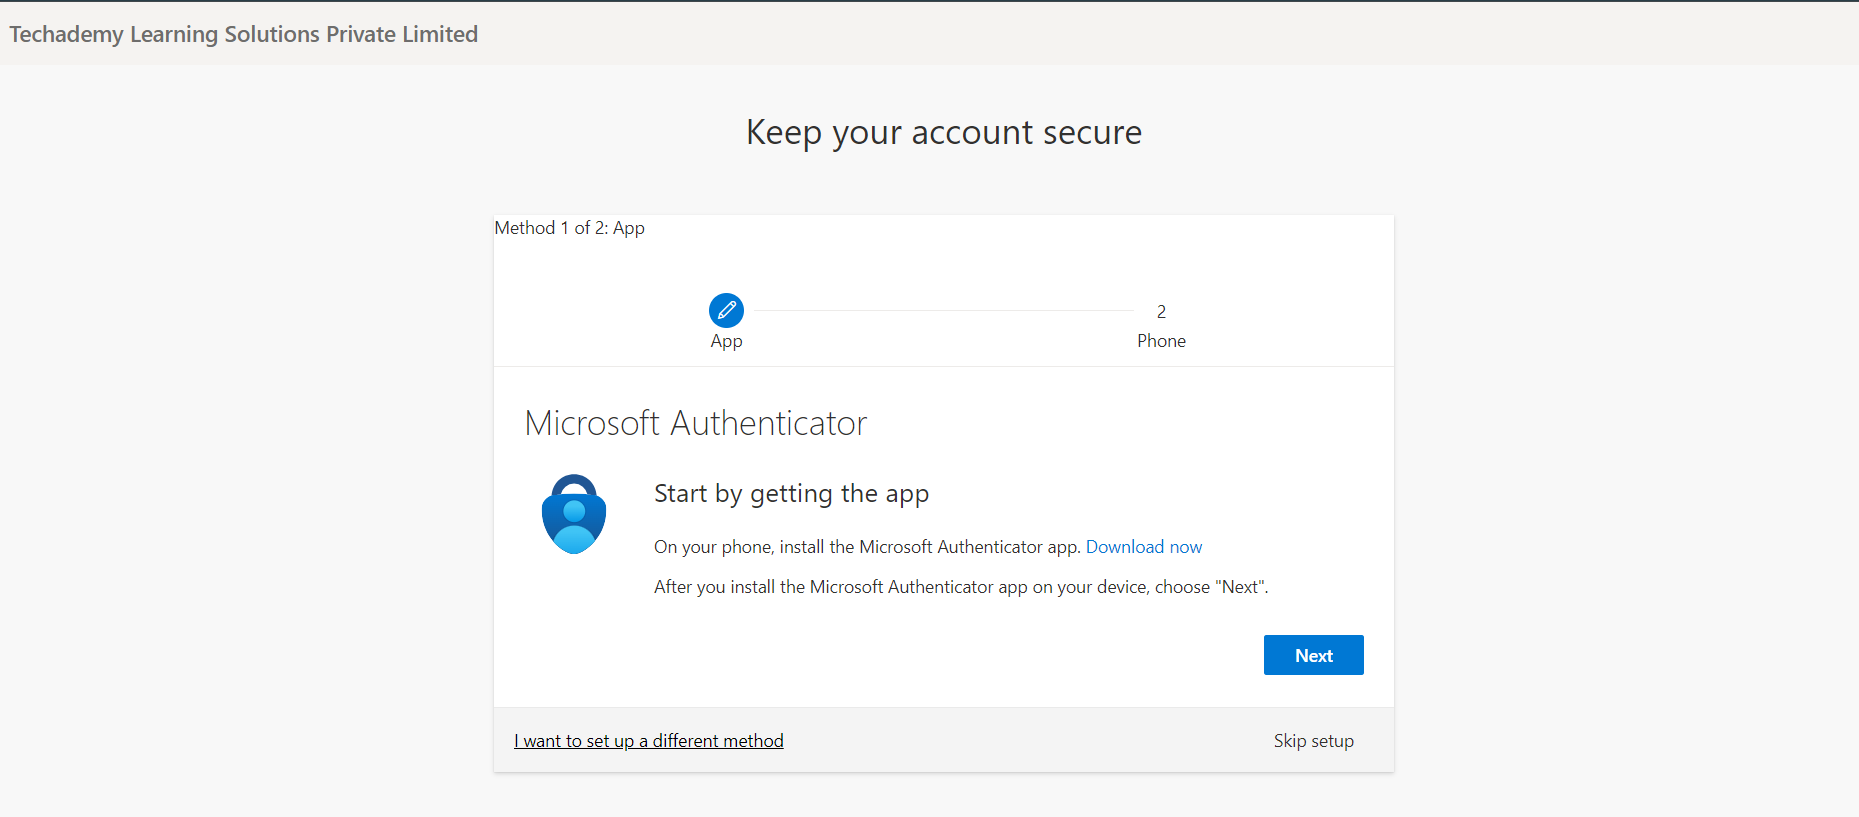 Techademy Learning Solutions Private Limited
Keep your account secure
Method 1 of 2: App
2
App
Phone
Microsoft Authenticator
Start by getting the app
On your phone, install the Microsoft Authenticator app. Download now
After you install the Microsoft Authenticator app on your device, choose "Next".
Next
I want to set up a different method
Skip setup